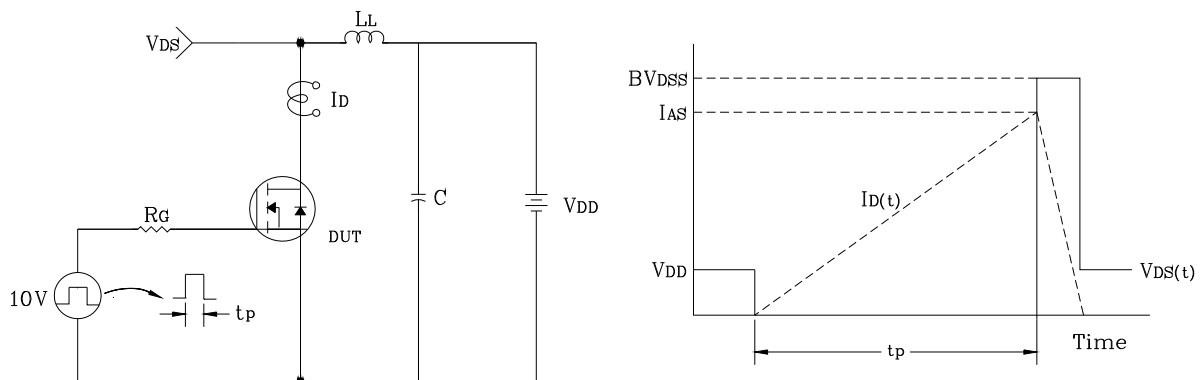 LL
VDS
ID
RG
C
VDD
DUT
10V
tp
BVDSS
IAS
ID(t)
VDD
VDS(t)
tp
Time